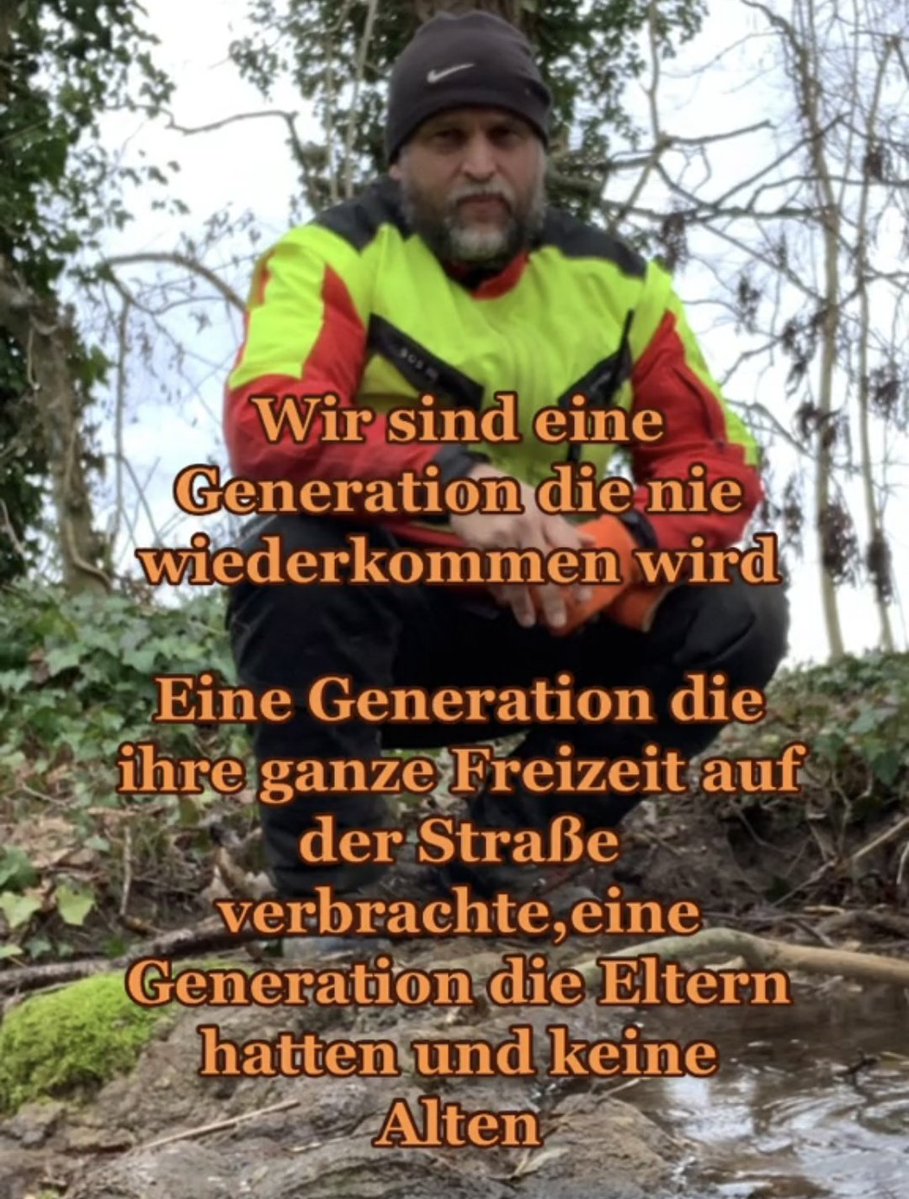 Wir sind eine
Generation die nie
wiederkommen wird
Eine Generation die
ihre ganze Freizeit auf
der Straße
verbrachte,eine
Generation die Eltern
hatten und keine
Alten